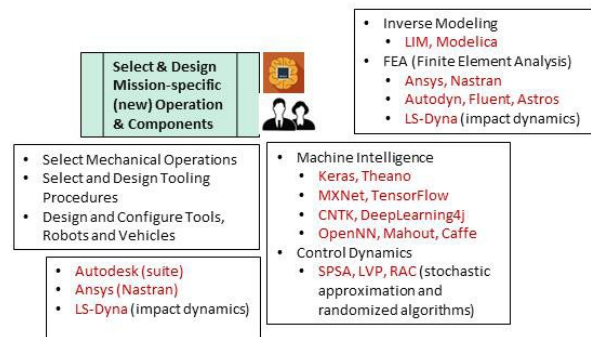 Select & Design
Mission-specific
(new) Operation
& Components
• Inverse Modeling
• LIM, Modelica
• FEA (Finite Element Analysis)
• Ansys, Nastran
• Autodyn, Fluent, Astros
• LS-Dyna (impact dynamics)
• Select Mechanical Operations
• Select and Design Tooling
Procedures
• Design and Configure Tools,
Robots and Vehicles
• Machine Intelligence
• Keras, Theano
• MXNet, TensorFlow
• CNTK, DeepLearning4j
• OpenNN, Mahout, Caffe
• Control Dynamics
• SPSA, LVP, RAC (stochastic
approximation and
randomized algorithms)
• Autodesk (suite)
• Ansys (Nastran)
• LS-Dyna (impact dynamics)